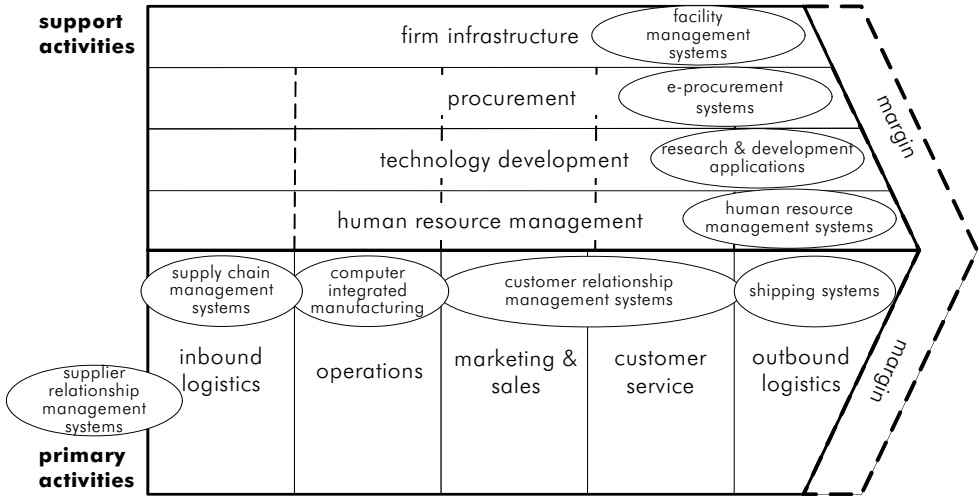 support
activities
firm infrastructure
facility
management
systems
procurement
e-procurement
systems
technology development
research & development
applications
human resource management
human resource
management systems
margin
supply chain
management
systems
computer
integrated
manufacturing
customer relationship
management systems
shipping systems
inbound
logistics
operations
marketing &
sales
customer
service
outbound
logistics
margin
supplier
relationship
management
systems
primary
activities